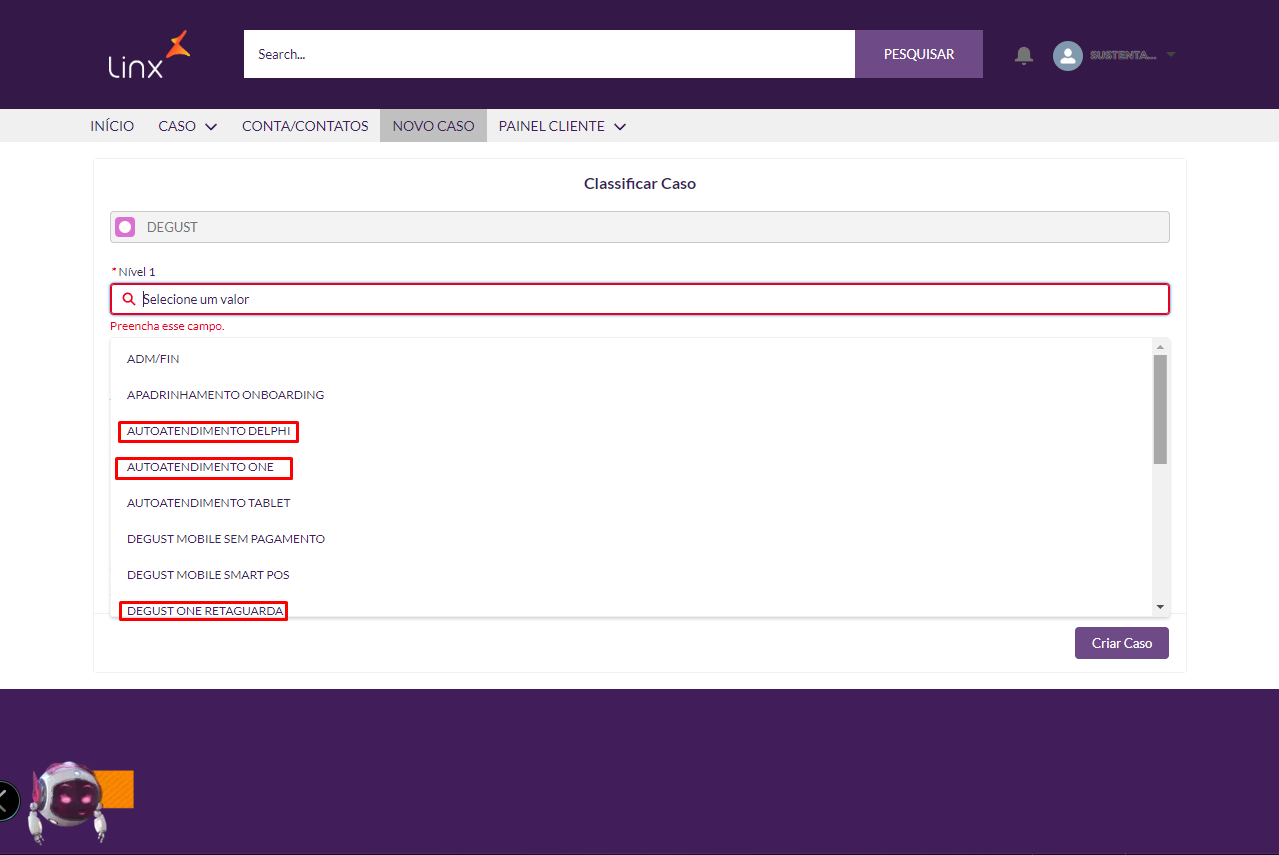 Linx
Search...
PESQUISAR
SUSTENTA...
INÍCIO
CASO
CONTA/CONTATOS
NOVO CASO
PAINEL CLIENTE
Classificar Caso
DEGUST
* Nível 1
Selecione um valor
Preencha esse campo.
ADM/FIN
APADRINHAMENTO ONBOARDING
AUTOATENDIMENTO DELPHI
AUTOATENDIMENTO ONE
AUTOATENDIMENTO TABLET
DEGUST MOBILE SEM PAGAMENTO
DEGUST MOBILE SMART POS
DEGUST ONE RETAGUARDA
Criar Caso